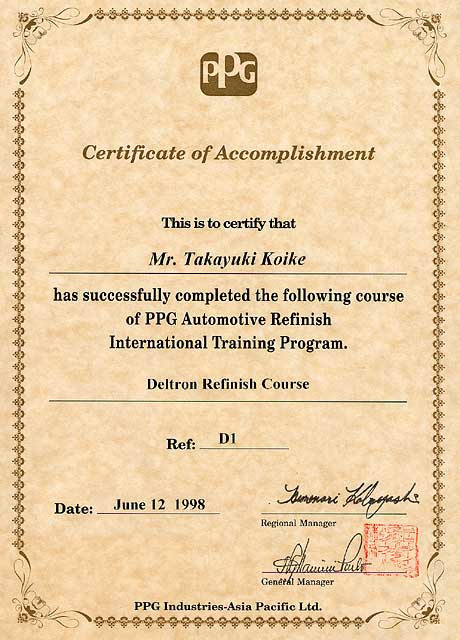 PPG
Certificate of Accomplishment
This is to certify that
Mr. Takayuki Koike
has successfully completed the following course
of PPG Automotive Refinish
International Training Program.
Deltron Refinish Course
Ref: D1
Date: June 12 1998
Regional Manager
General Manager
PPG Industries-Asia Pacific Ltd.